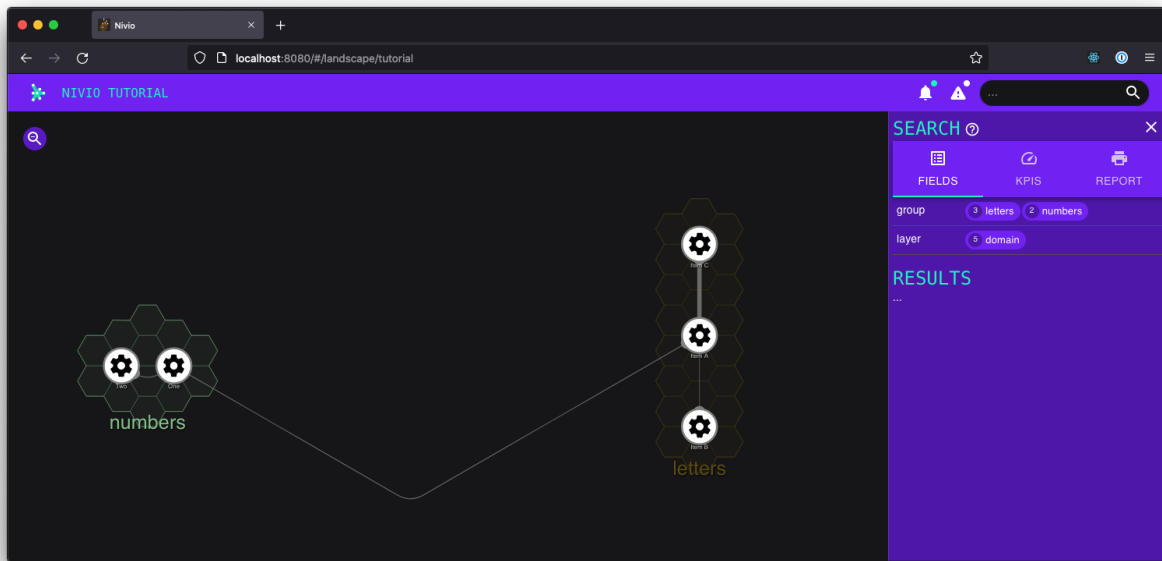 Nivio
localhost:8080/#/landscape/tutorial
NIVIO TUTORIAL
...
SEARCH
FIELDS
KPIS
REPORT
group 3 letters 2 numbers
layer 5 domain
RESULTS
...
Item C
Item A
Two One
numbers
Item B
letters